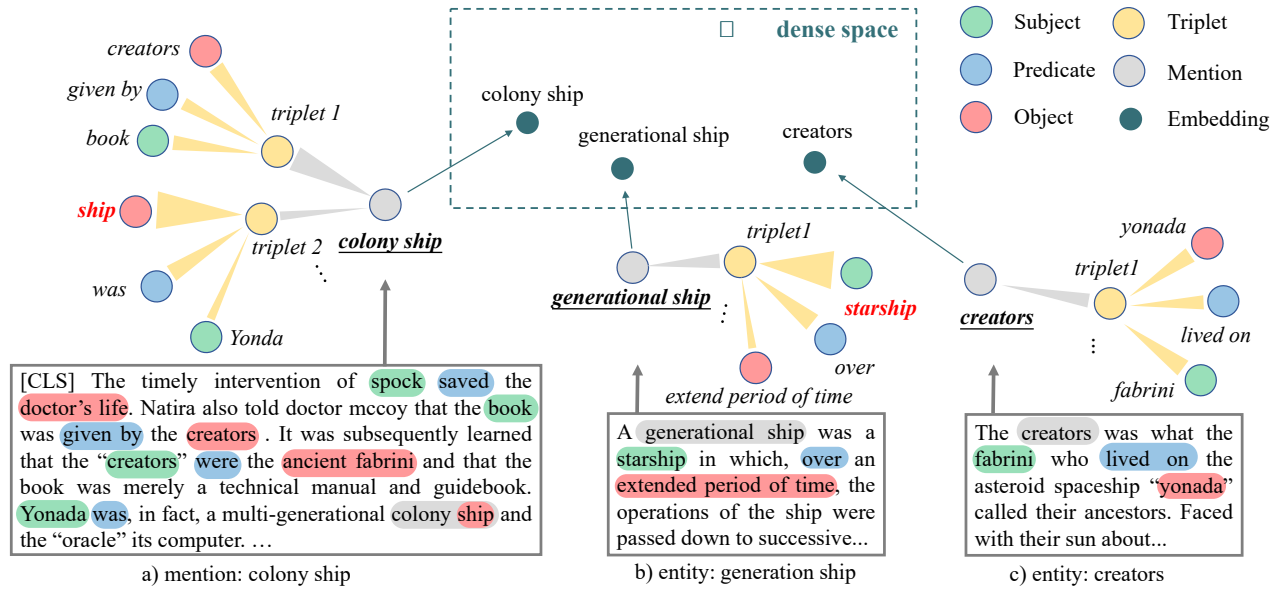 dense space
Subject
Triplet
Predicate
Mention
Object
Embedding
creators
given by
book
triplet 1
ship
was
Yonda
triplet 2
colony ship
...
colony ship
generational ship
creators
triplet1
generational ship
starship
over
extend period of time
...
yonada
triplet1
creators
lived on
fabrini
...
[CLS] The timely intervention of spock saved the
doctor's life. Natira also told doctor mccoy that the book
was given by the creators . It was subsequently learned
that the “creators” were the ancient fabrini and that the
book was merely a technical manual and guidebook.
Yonada was, in fact, a multi-generational colony ship and
the “oracle” its computer. …
a) mention: colony ship
A generational ship was a
starship in which, over an
extended period of time, the
operations of the ship were
passed down to successive...
b) entity: generation ship
The creators was what the
fabrini who lived on the
asteroid spaceship “yonada”
called their ancestors. Faced
with their sun about...
c) entity: creators